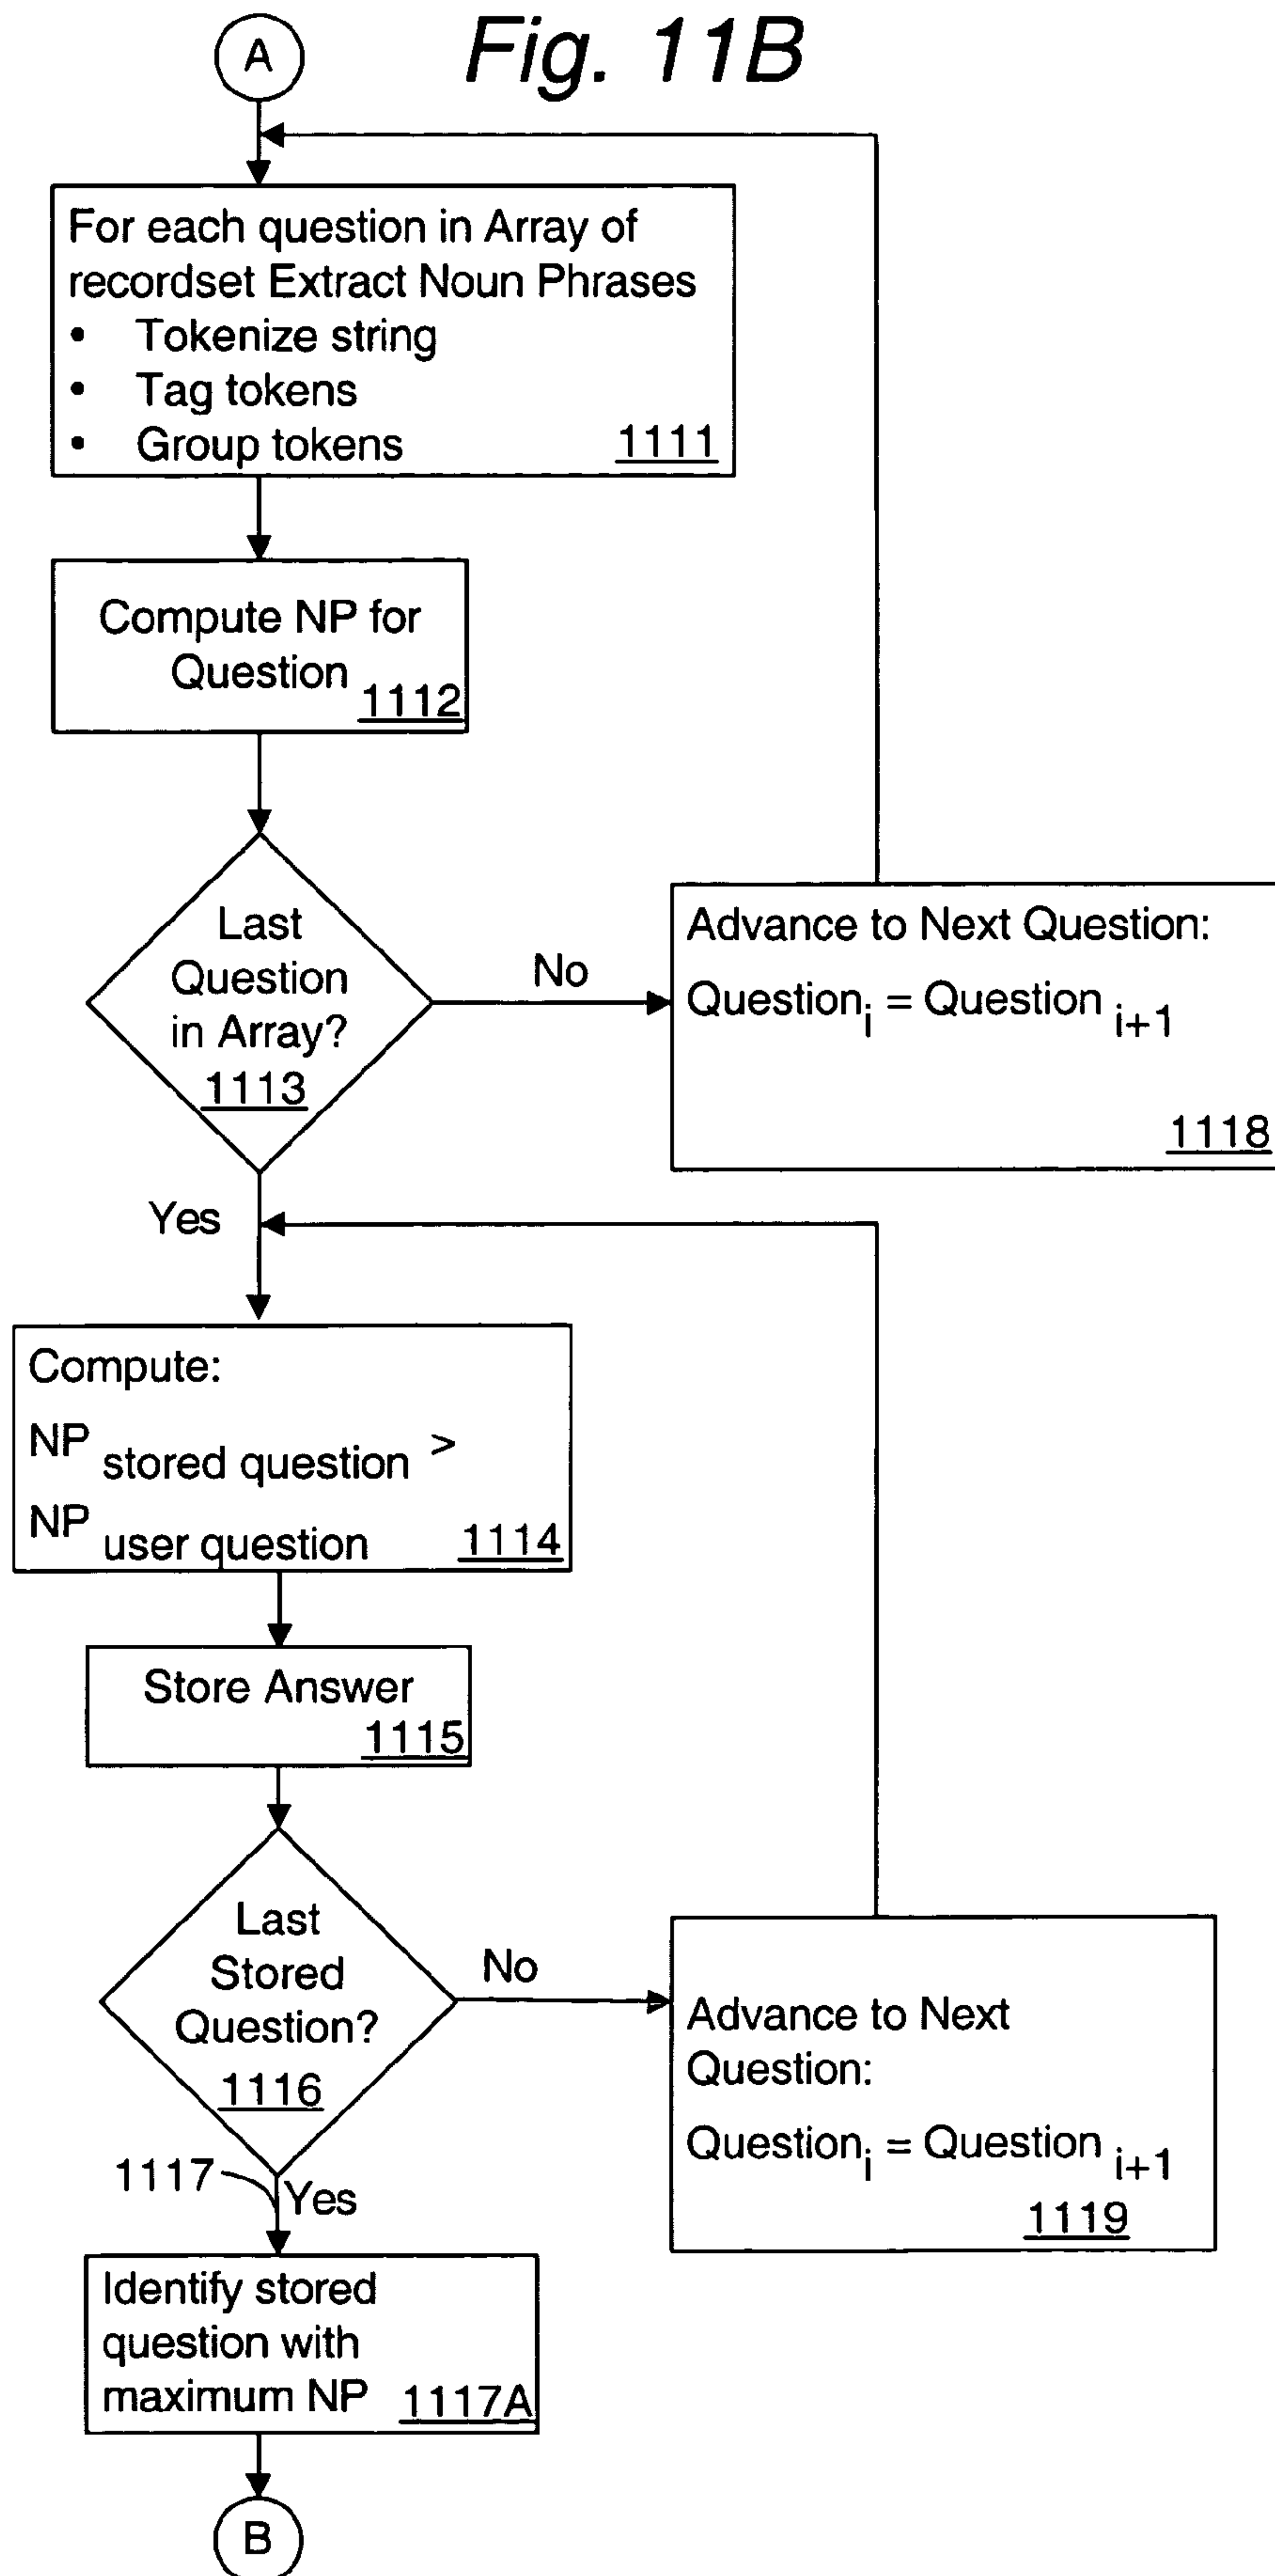 Fig. 11B
A
For each question in Array of
recordset Extract Noun Phrases
• Tokenize string
• Tag tokens
• Group tokens 1111
Compute NP for
Question 1112
Last
Question
in Array?
1113
No
Advance to Next Question:
Question i = Question i+1
1118
Yes
Compute:
NP stored question >
NP user question 1114
Store Answer
1115
Last
Stored
Question?
1116
No
Advance to Next
Question:
Question i = Question i+1
1119
1117
Yes
Identify stored
question with
maximum NP 1117A
B